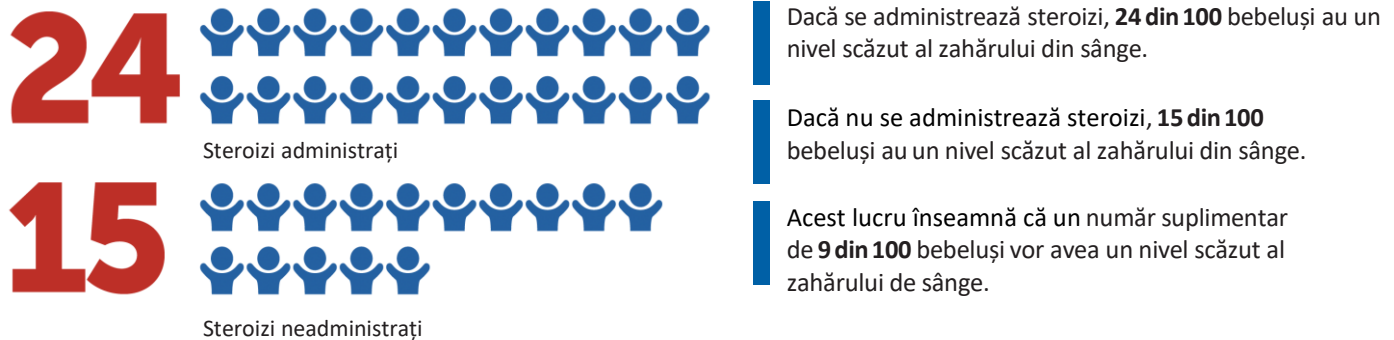 24
Steroizi administrați
15
Steroizi neadministrați
Dacă se administrează steroizi, 24 din 100 bebeluși au un
nivel scăzut al zahărului din sânge.
Dacă nu se administrează steroizi, 15 din 100
bebeluși au un nivel scăzut al zahărului din sânge.
Acest lucru înseamnă că un număr suplimentar
de 9 din 100 bebeluși vor avea un nivel scăzut al
zahărului de sânge.